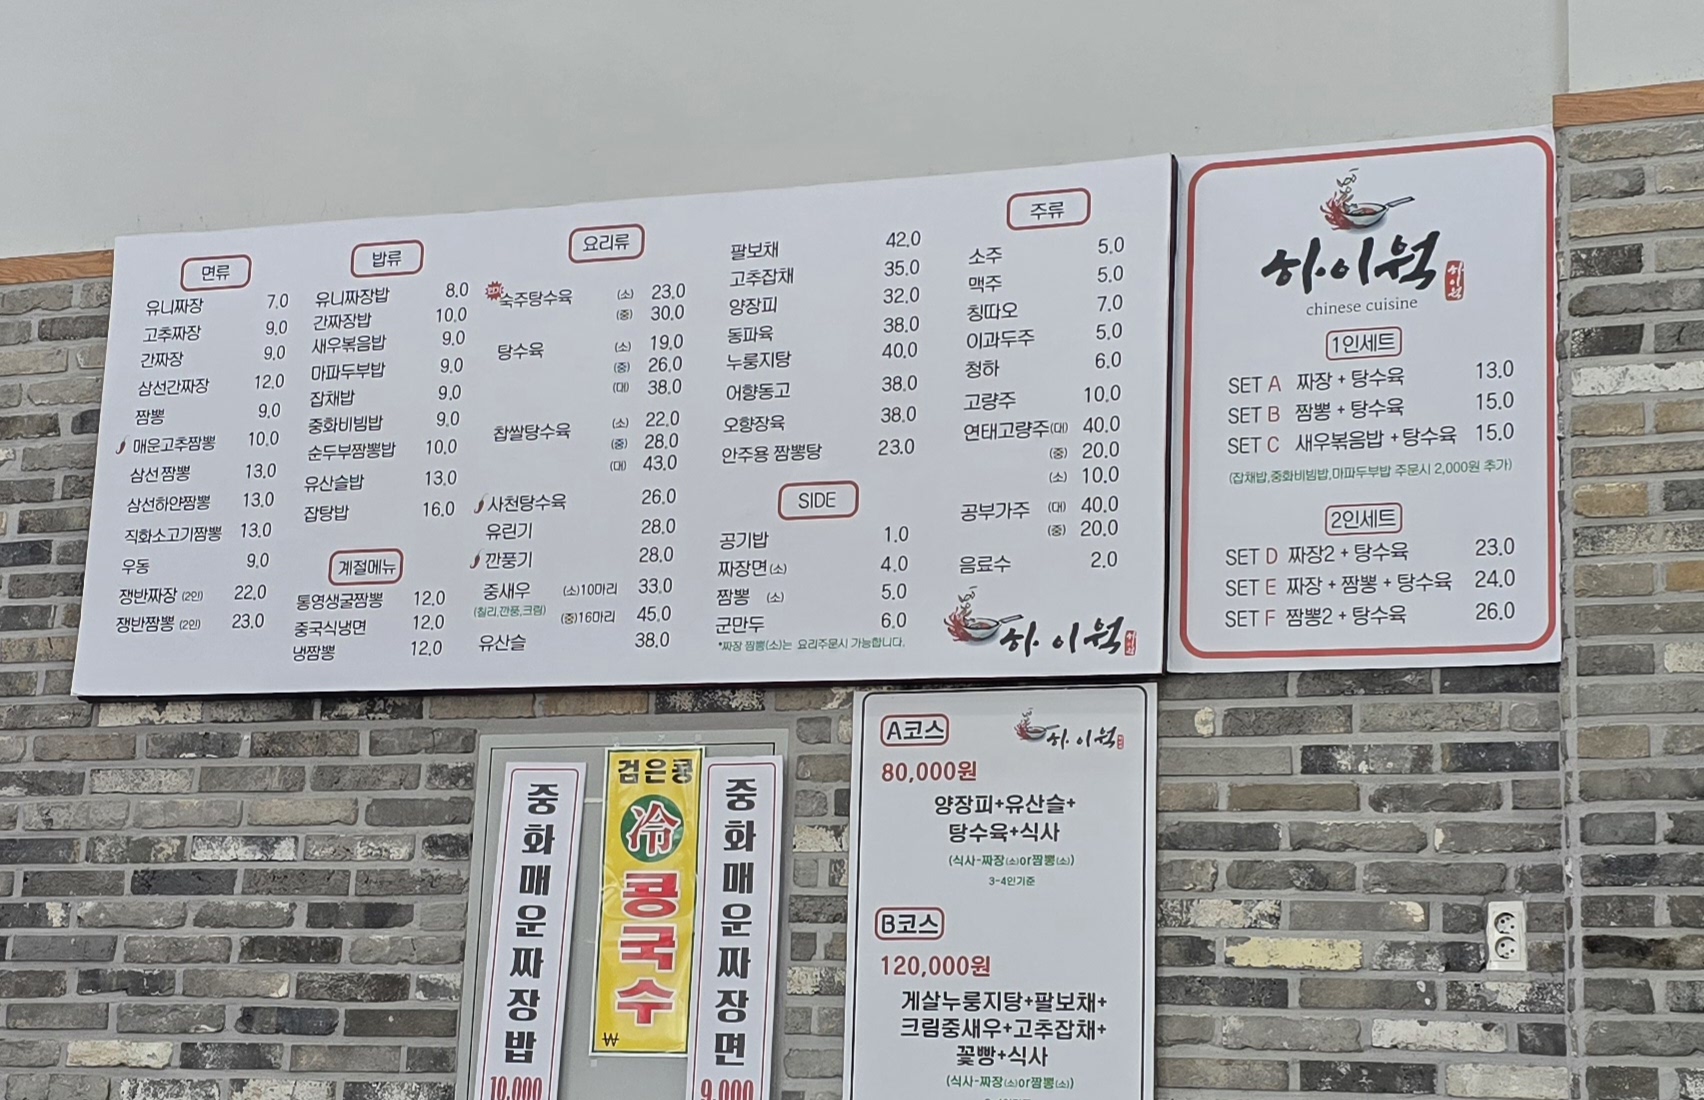 면류
유니짜장 7.0
고추짜장 9.0
간짜장 9.0
삼선간짜장 12.0
짬뽕 9.0
매운고추짬뽕 10.0
삼선짬뽕 13.0
삼선하얀짬뽕 13.0
직화소고기짬뽕 13.0
우동 9.0
쟁반짜장 (2인) 22.0
쟁반짬뽕 (2인) 23.0
밥류
유니짜장밥 8.0
간짜장밥 10.0
새우볶음밥 9.0
마파두부밥 9.0
잡채밥 9.0
중화비빔밥 9.0
순두부짬뽕밥 10.0
유산슬밥 13.0
잡탕밥 16.0
계절메뉴
통영생굴짬뽕 12.0
중국식냉면 12.0
냉짬뽕 12.0
요리류
숙주탕수육 (소) 23.0
(중) 30.0
탕수육 (소) 19.0
(중) 26.0
(대) 38.0
찹쌀탕수육 (소) 22.0
(중) 28.0
(대) 43.0
사천탕수육 26.0
유린기 28.0
깐풍기 28.0
중새우 (소)10마리 33.0
(칠리,깐풍,크림) (중)16마리 45.0
유산슬 38.0
팔보채 42.0
고추잡채 35.0
양장피 32.0
동파육 38.0
누룽지탕 40.0
어향동고 38.0
오향장육 38.0
안주용 짬뽕탕 23.0
SIDE
공기밥 1.0
짜장면(소) 4.0
짬뽕 (소) 5.0
군만두 6.0
*짜장 짬뽕(소)는 요리주문시 가능합니다.
주류
소주 5.0
맥주 5.0
칭따오 7.0
이과두주 5.0
청하 6.0
고량주 10.0
연태고량주(대) 40.0
(중) 20.0
(소) 10.0
공부가주 (대) 40.0
(중) 20.0
음료수 2.0
하이웍
하이웍
하이웍
chinese cuisine
1인세트
SET A 짜장 + 탕수육 13.0
SET B 짬뽕 + 탕수육 15.0
SET C 새우볶음밥 + 탕수육 15.0
(잡채밥,중화비빔밥,마파두부밥 주문시 2,000원 추가)
2인세트
SET D 짜장2 + 탕수육 23.0
SET E 짜장 + 짬뽕 + 탕수육 24.0
SET F 짬뽕2 + 탕수육 26.0
중화매운짜장밥
10,000
검은콩
冷
콩국수
₩
중화매운짜장면
9,000
A코스
하이웍
80,000원
양장피+유산슬+
탕수육+식사
(식사-짜장(소)or짬뽕(소))
3-4인기준
B코스
120,000원
게살누룽지탕+팔보채+
크림중새우+고추잡채+
꽃빵+식사
(식사-짜장(소)or짬뽕(소))